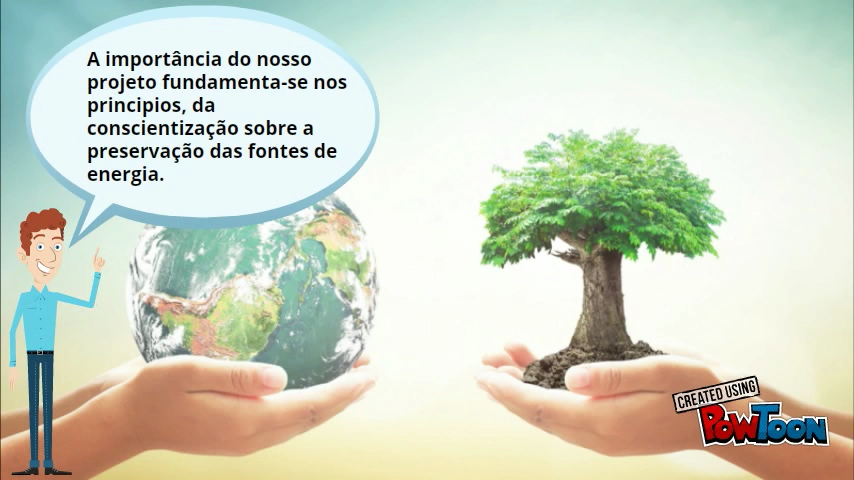 A importância do nosso
projeto fundamenta-se nos
principios, da
conscientização sobre a
preservação das fontes de
energia.
CREATED USING
POWTOON